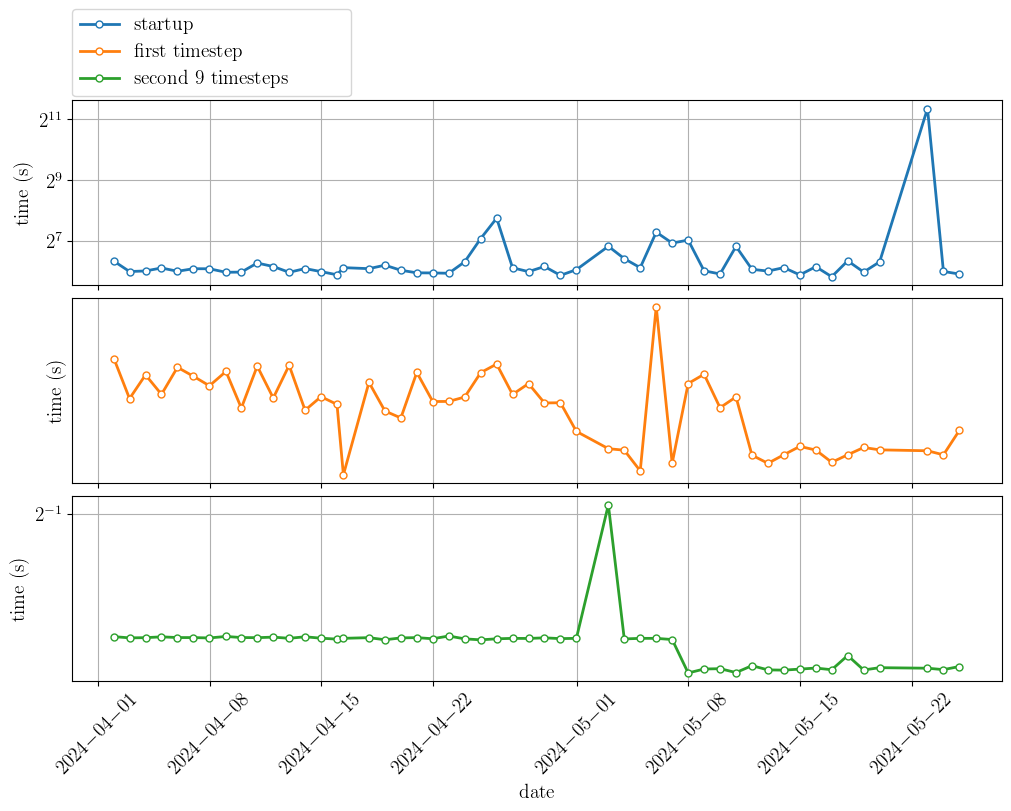 startup
first timestep
second 9 timesteps
2^11
2^9
2^7
time (s)
time (s)
2^−1
time (s)
2024−04−01
2024−04−08
2024−04−15
2024−04−22
2024−05−01
2024−05−08
2024−05−15
2024−05−22
date